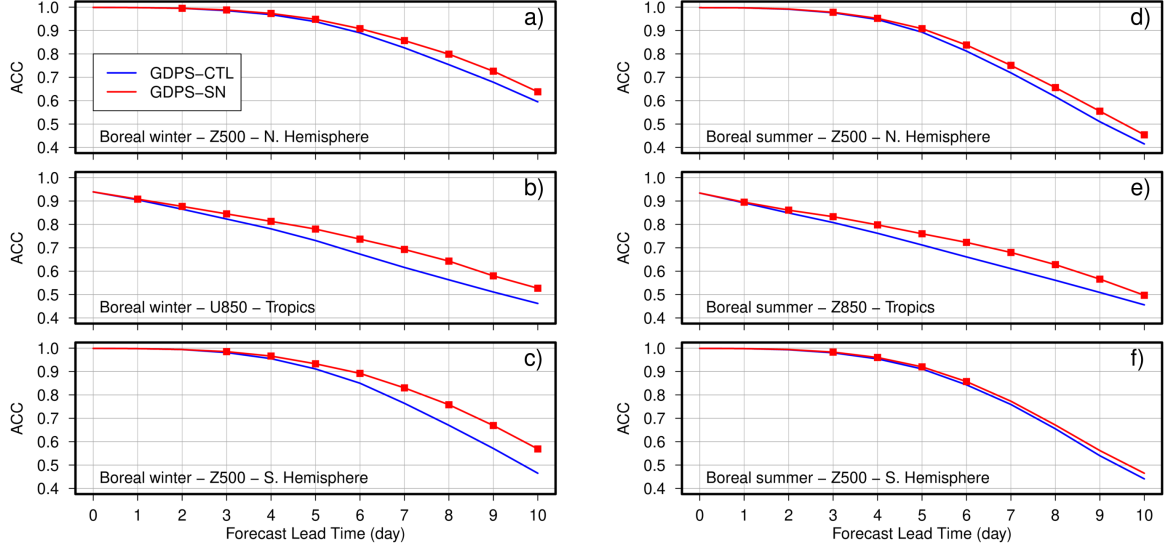 a)
1.0
0.9
0.8
0.7
0.6
0.5
0.4
ACC
GDPS−CTL
GDPS−SN
Boreal winter − Z500 − N. Hemisphere
b)
1.0
0.9
0.8
0.7
0.6
0.5
0.4
ACC
Boreal winter − U850 − Tropics
c)
1.0
0.9
0.8
0.7
0.6
0.5
0.4
ACC
Boreal winter − Z500 − S. Hemisphere
0 1 2 3 4 5 6 7 8 9 10
Forecast Lead Time (day)
d)
1.0
0.9
0.8
0.7
0.6
0.5
0.4
ACC
Boreal summer − Z500 − N. Hemisphere
e)
1.0
0.9
0.8
0.7
0.6
0.5
0.4
ACC
Boreal summer − Z850 − Tropics
f)
1.0
0.9
0.8
0.7
0.6
0.5
0.4
ACC
Boreal summer − Z500 − S. Hemisphere
0 1 2 3 4 5 6 7 8 9 10
Forecast Lead Time (day)